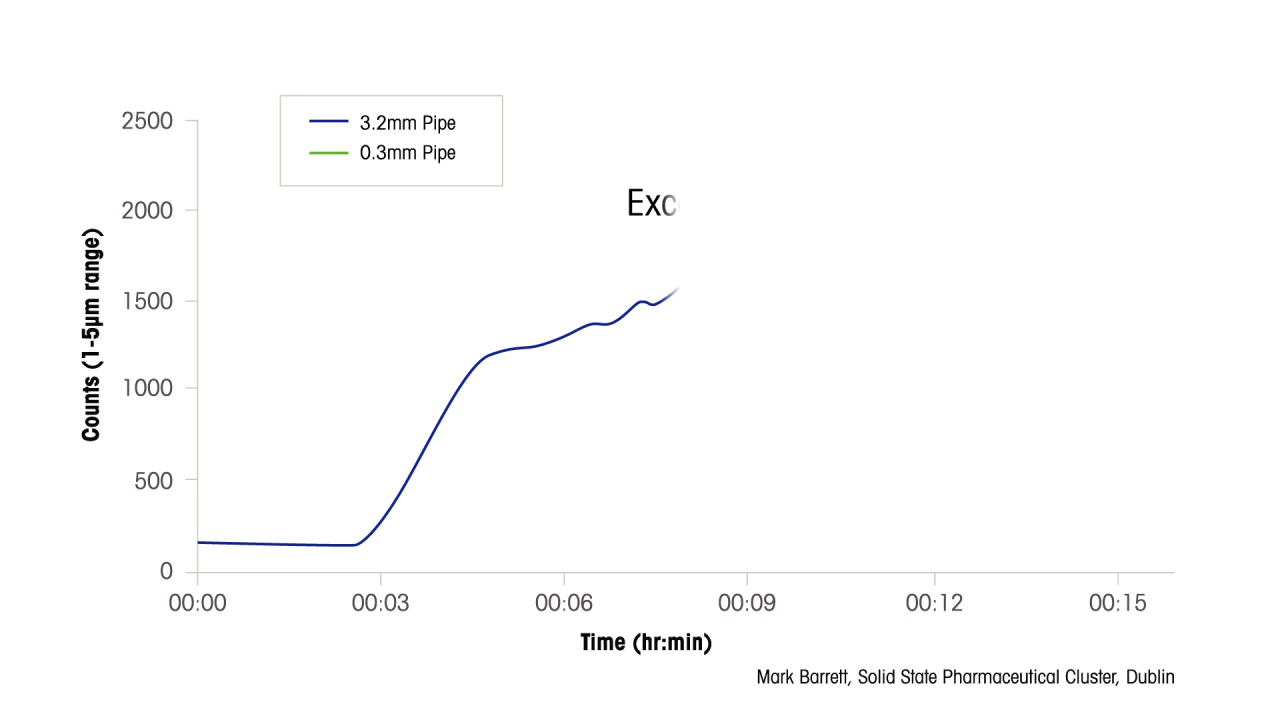 3.2mm Pipe
0.3mm Pipe
Exc
2500
2000
1500
1000
500
0
Counts (1-5µm range)
00:00 00:03 00:06 00:09 00:12 00:15
Time (hr:min)
Mark Barrett, Solid State Pharmaceutical Cluster, Dublin